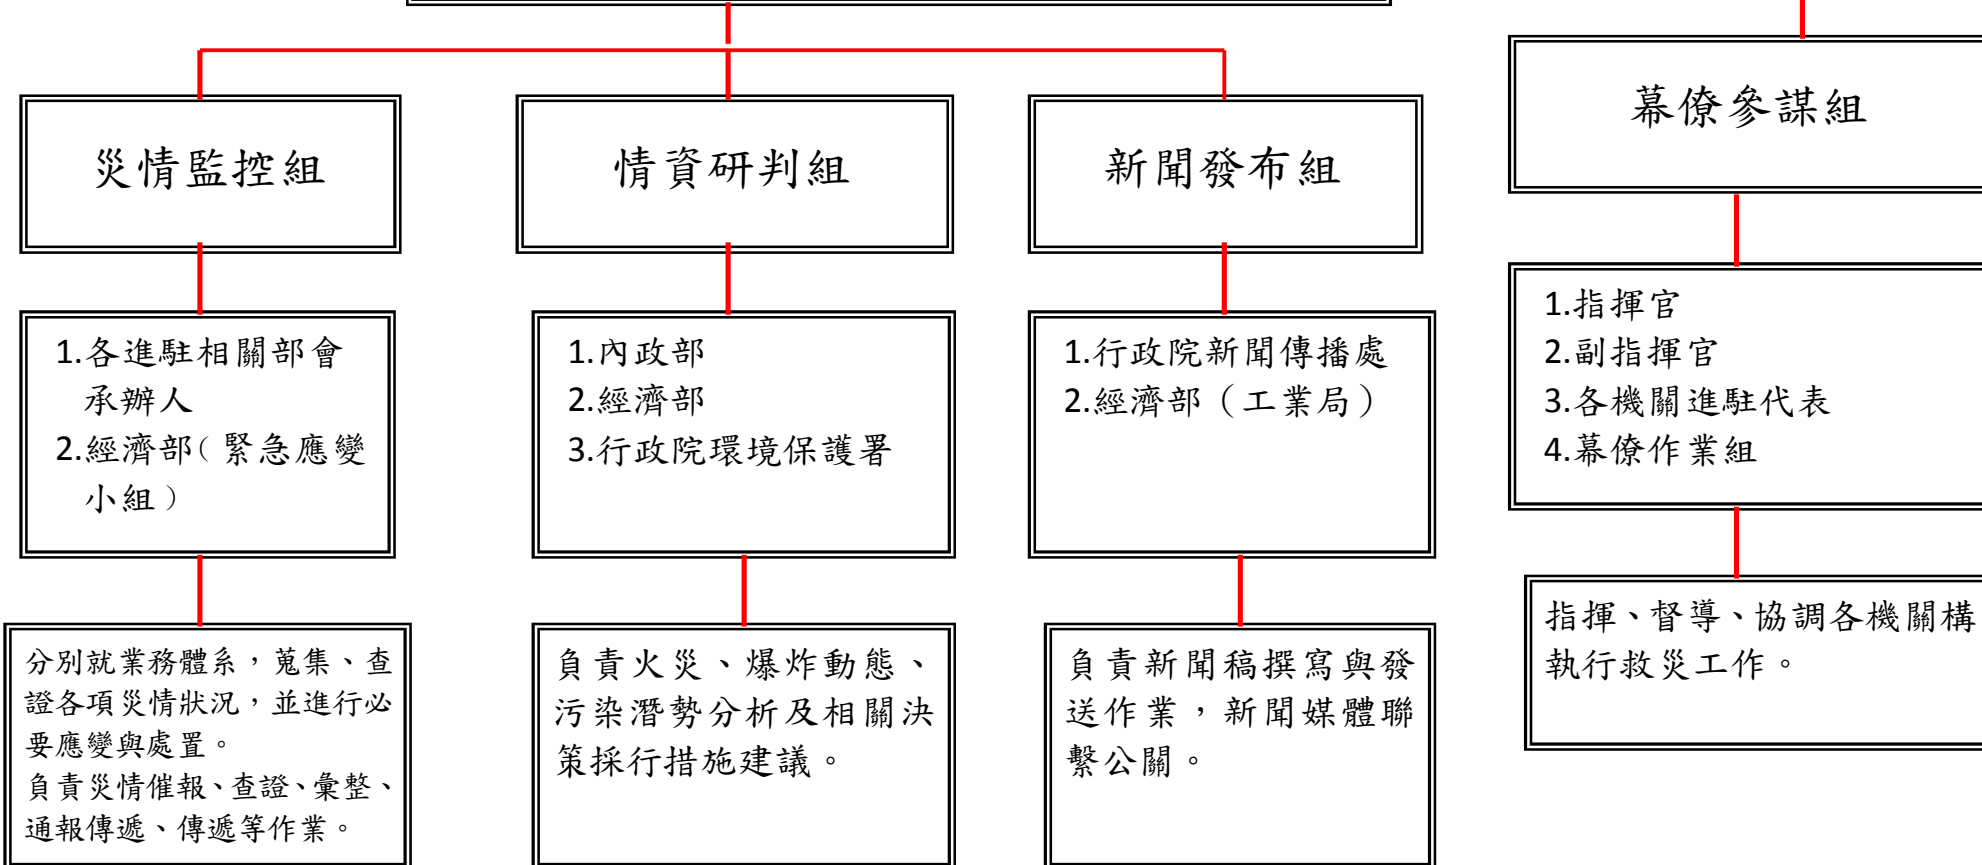 災情監控組
1.各進駐相關部會
承辦人
2.經濟部（緊急應變
小組）
分別就業務體系，蒐集、查
證各項災情狀況，並進行必
要應變與處置。
負責災情催報、查證、彙整、
通報傳遞、傳遞等作業。
情資研判組
1.內政部
2.經濟部
3.行政院環境保護署
負責火災、爆炸動態、
污染潛勢分析及相關決
策採行措施建議。
新聞發布組
1.行政院新聞傳播處
2.經濟部（工業局）
負責新聞稿撰寫與發
送作業，新聞媒體聯
繫公關。
幕僚參謀組
1.指揮官
2.副指揮官
3.各機關進駐代表
4.幕僚作業組
指揮、督導、協調各機關構
執行救災工作。